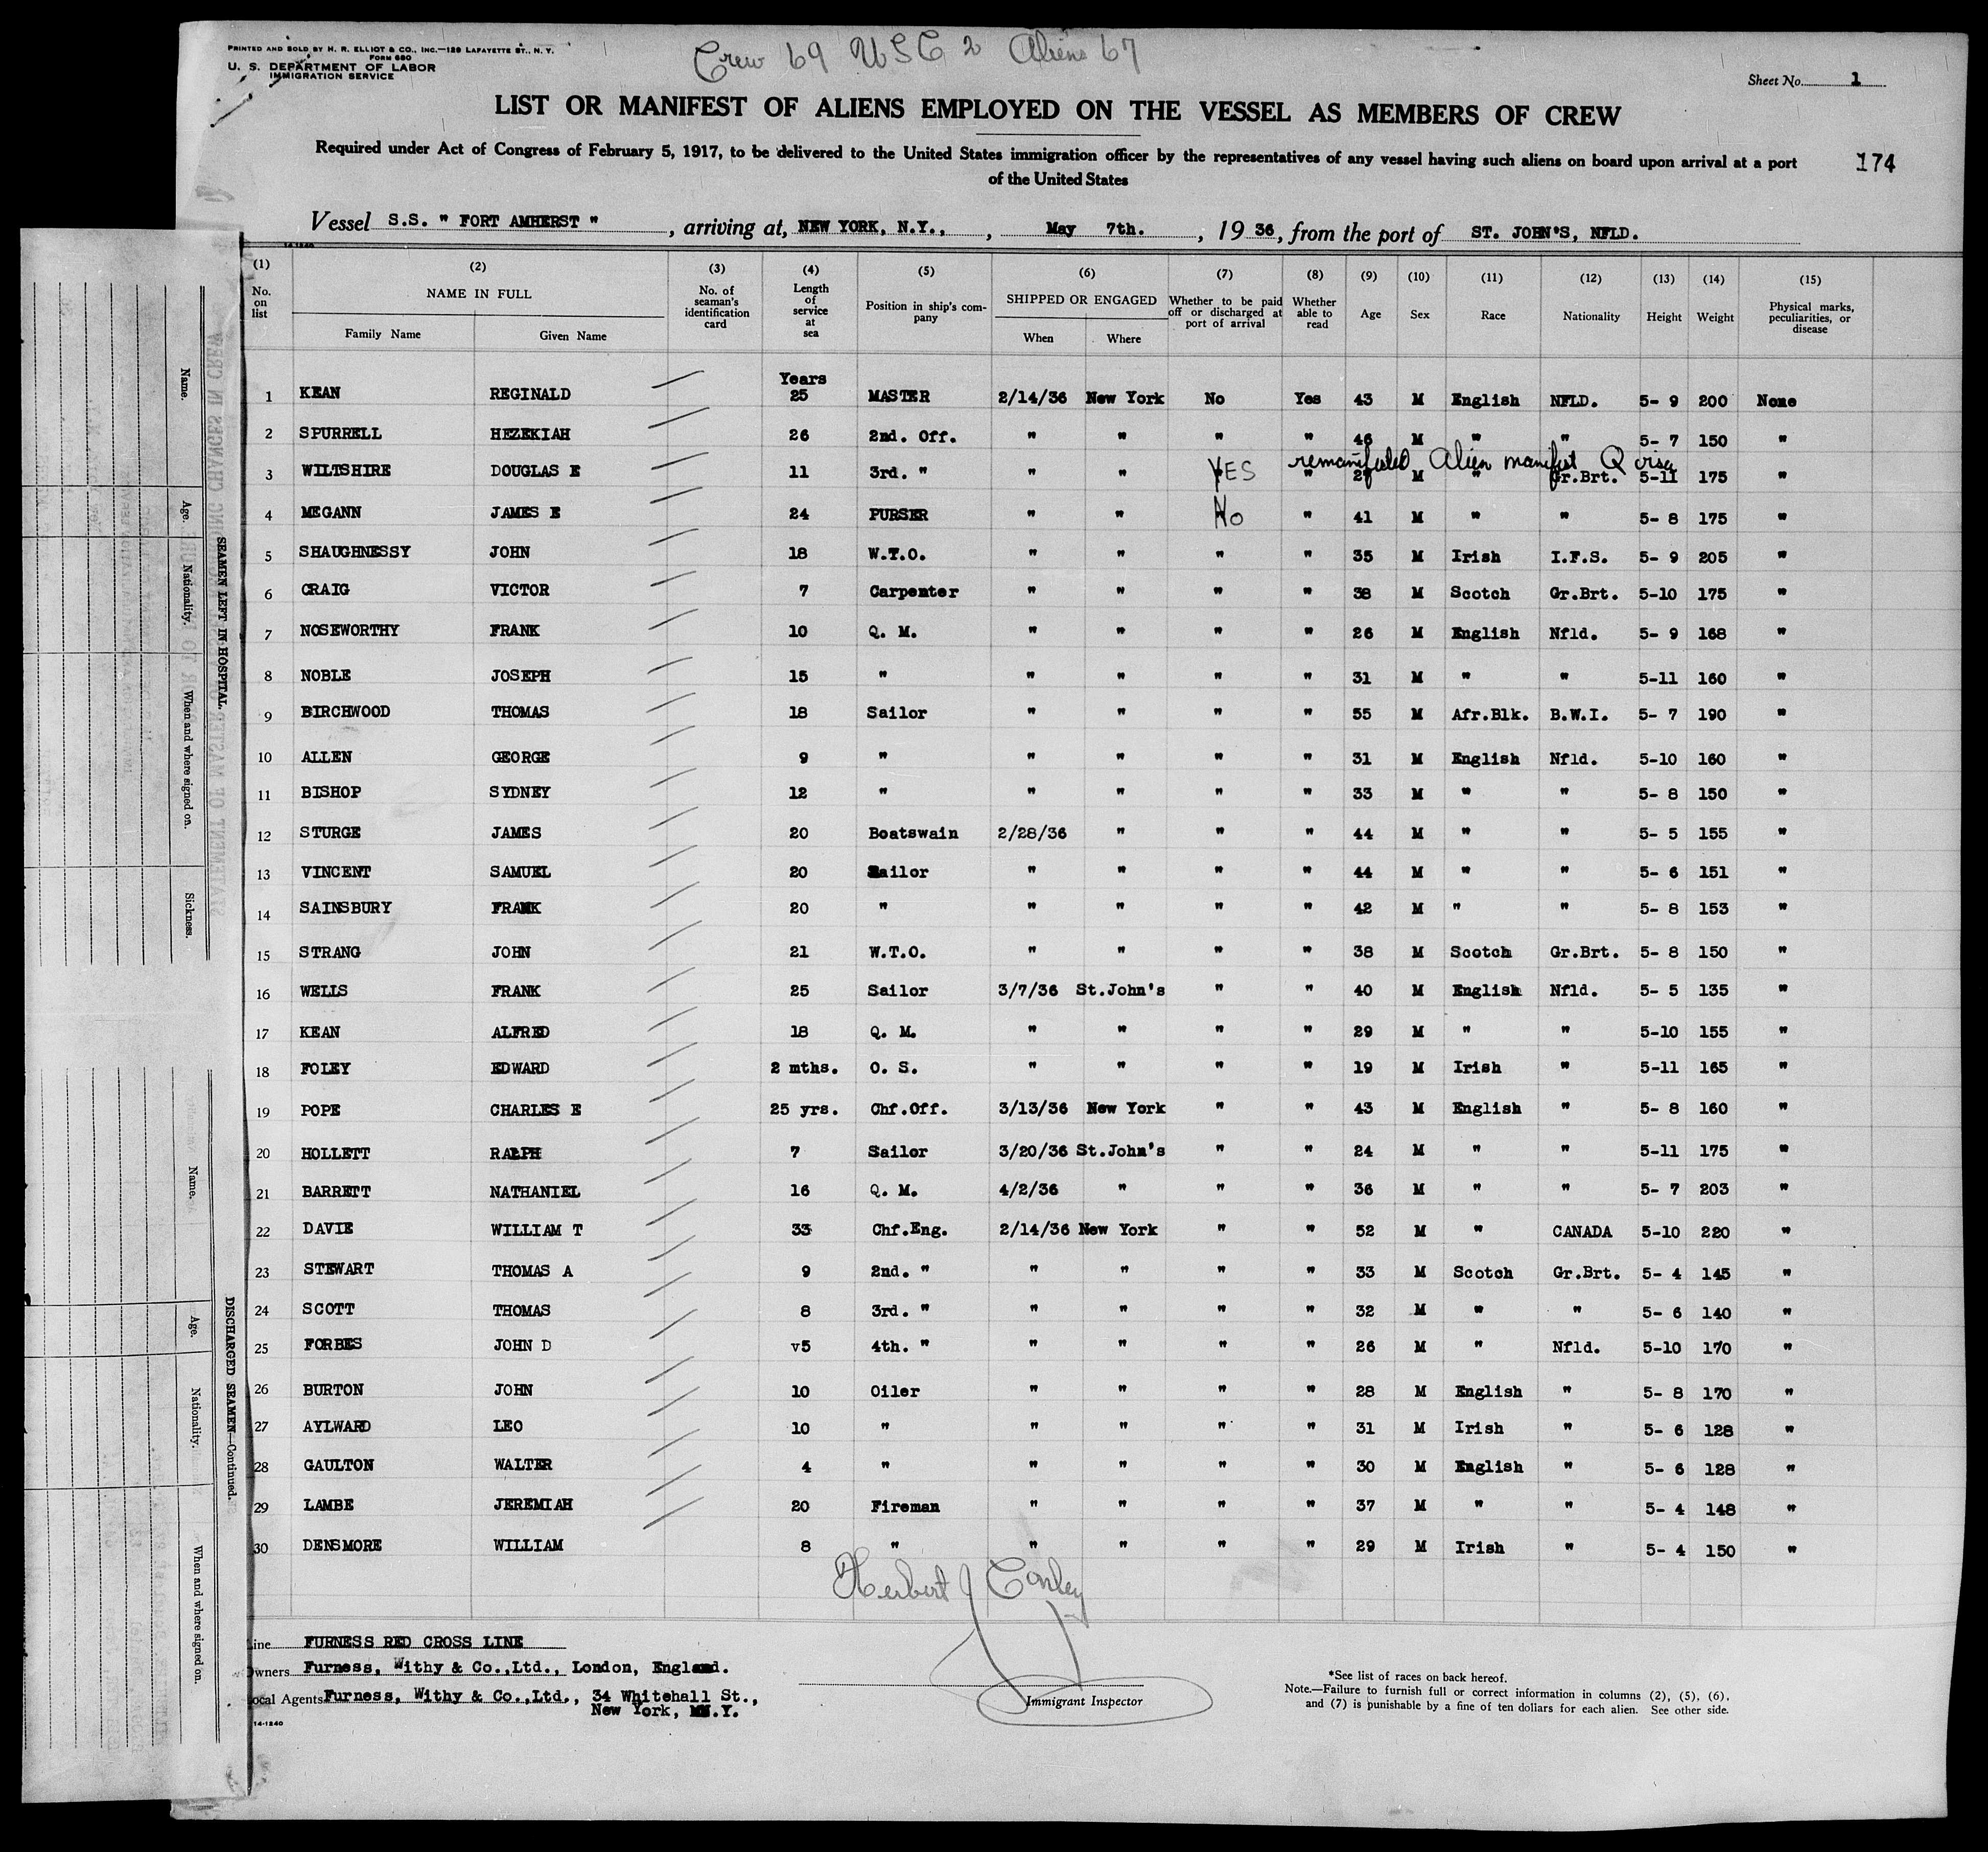 PRINTED AND SOLD BY H. R. ELLIOT & CO., INC.—129 LAFAYETTE ST., N. Y.
FORM 680
U. S. DEPARTMENT OF LABOR
IMMIGRATION SERVICE
Crew 69 USC 2 Aliens 67
Sheet No. 1
LIST OR MANIFEST OF ALIENS EMPLOYED ON THE VESSEL AS MEMBERS OF CREW
Required under Act of Congress of February 5, 1917, to be delivered to the United States immigration officer by the representatives of any vessel having such aliens on board upon arrival at a port
of the United States
174
Vessel S.S. " FORT AMHERST " , arriving at, NEW YORK, N.Y., , May 7th. , 19 36, from the port of ST. JOHN'S, NFLD.
14-1240
(1) No. on list (2) NAME IN FULL Family Name Given Name (3) No. of seaman's identification card (4) Length of service at sea (5) Position in ship's company (6) SHIPPED OR ENGAGED When Where (7) Whether to be paid off or discharged at port of arrival (8) Whether able to read (9) Age (10) Sex (11) Race (12) Nationality (13) Height (14) Weight (15) Physical marks, peculiarities, or disease
Years
1 KEAN REGINALD 25 MASTER 2/14/36 New York No Yes 43 M English NFLD. 5- 9 200 None
2 SPURRELL HEZEKIAH 26 2nd. Off. " " " " 46 M " " 5- 7 150 "
remanifested Alien manifest Q visa
3 WILTSHIRE DOUGLAS E 11 3rd. " " " YES " 27 M " Gr.Brt. 5-11 175 "
4 MEGANN JAMES E 24 PURSER " " No " 41 M " " 5- 8 175 "
5 SHAUGHNESSY JOHN 18 W.T.O. " " " " 35 M Irish I.F.S. 5- 9 205 "
6 CRAIG VICTOR 7 Carpenter " " " " 38 M Scotch Gr.Brt. 5-10 175 "
7 NOSEWORTHY FRANK 10 Q. M. " " " " 26 M English Nfld. 5- 9 168 "
8 NOBLE JOSEPH 15 " " " " " 31 M " " 5-11 160 "
9 BIRCHWOOD THOMAS 18 Sailor " " " " 55 M Afr.Blk. B.W.I. 5- 7 190 "
10 ALLEN GEORGE 9 " " " " " 31 M English Nfld. 5-10 160 "
11 BISHOP SYDNEY 12 " " " " " 33 M " " 5- 8 150 "
12 STURGE JAMES 20 Boatswain 2/28/36 " " " 44 M " " 5- 5 155 "
13 VINCENT SAMUEL 20 Sailor " " " " 44 M " " 5- 6 151 "
14 SAINSBURY FRANK 20 " " " " " 42 M " " 5- 8 153 "
15 STRANG JOHN 21 W.T.O. " " " " 38 M Scotch Gr.Brt. 5- 8 150 "
16 WELLS FRANK 25 Sailor 3/7/36 St.John's " " 40 M English Nfld. 5- 5 135 "
17 KEAN ALFRED 18 Q. M. " " " " 29 M " " 5-10 155 "
18 FOLEY EDWARD 2 mths. O. S. " " " " 19 M Irish " 5-11 165 "
19 POPE CHARLES E 25 yrs. Chf.Off. 3/13/36 New York " " 43 M English " 5- 8 160 "
20 HOLLETT RALPH 7 Sailor 3/20/36 St.John's " " 24 M " " 5-11 175 "
21 BARRETT NATHANIEL 16 Q. M. 4/2/36 " " " 36 M " " 5- 7 203 "
22 DAVIE WILLIAM T 33 Chf.Eng. 2/14/36 New York " " 52 M " CANADA 5-10 220 "
23 STEWART THOMAS A 9 2nd. " " " " " 33 M Scotch Gr.Brt. 5- 4 145 "
24 SCOTT THOMAS 8 3rd. " " " " " 32 M " " 5- 6 140 "
25 FORBES JOHN D v5 4th. " " " " " 26 M " Nfld. 5-10 170 "
26 BURTON JOHN 10 Oiler " " " " 28 M English " 5- 8 170 "
27 AYLWARD LEO 10 " " " " " 31 M Irish " 5- 6 128 "
28 GAULTON WALTER 4 " " " " " 30 M English " 5- 6 128 "
29 LAMBE JEREMIAH 20 Fireman " " " " 37 M " " 5- 4 148 "
30 DENSMORE WILLIAM 8 " " " " " 29 M Irish " 5- 4 150 "
Herbert J Conley
Immigrant Inspector
Line FURNESS RED CROSS LINE
Owners Furness, Withy & Co.,Ltd., London, England.
Local Agents Furness, Withy & Co.,Ltd., 34 Whitehall St.,
New York, N.Y.
14-1240
*See list of races on back hereof.
Note.—Failure to furnish full or correct information in columns (2), (5), (6),
and (7) is punishable by a fine of ten dollars for each alien. See other side.
SEAMEN LEFT IN HOSPITAL.
Name. Age. Nationality. When and where signed on. Sickness.
DISCHARGED SEAMEN—Continued.
Name. Age. Nationality. When and where signed on.
STATEMENT OF MASTER
CHANGES IN CREW